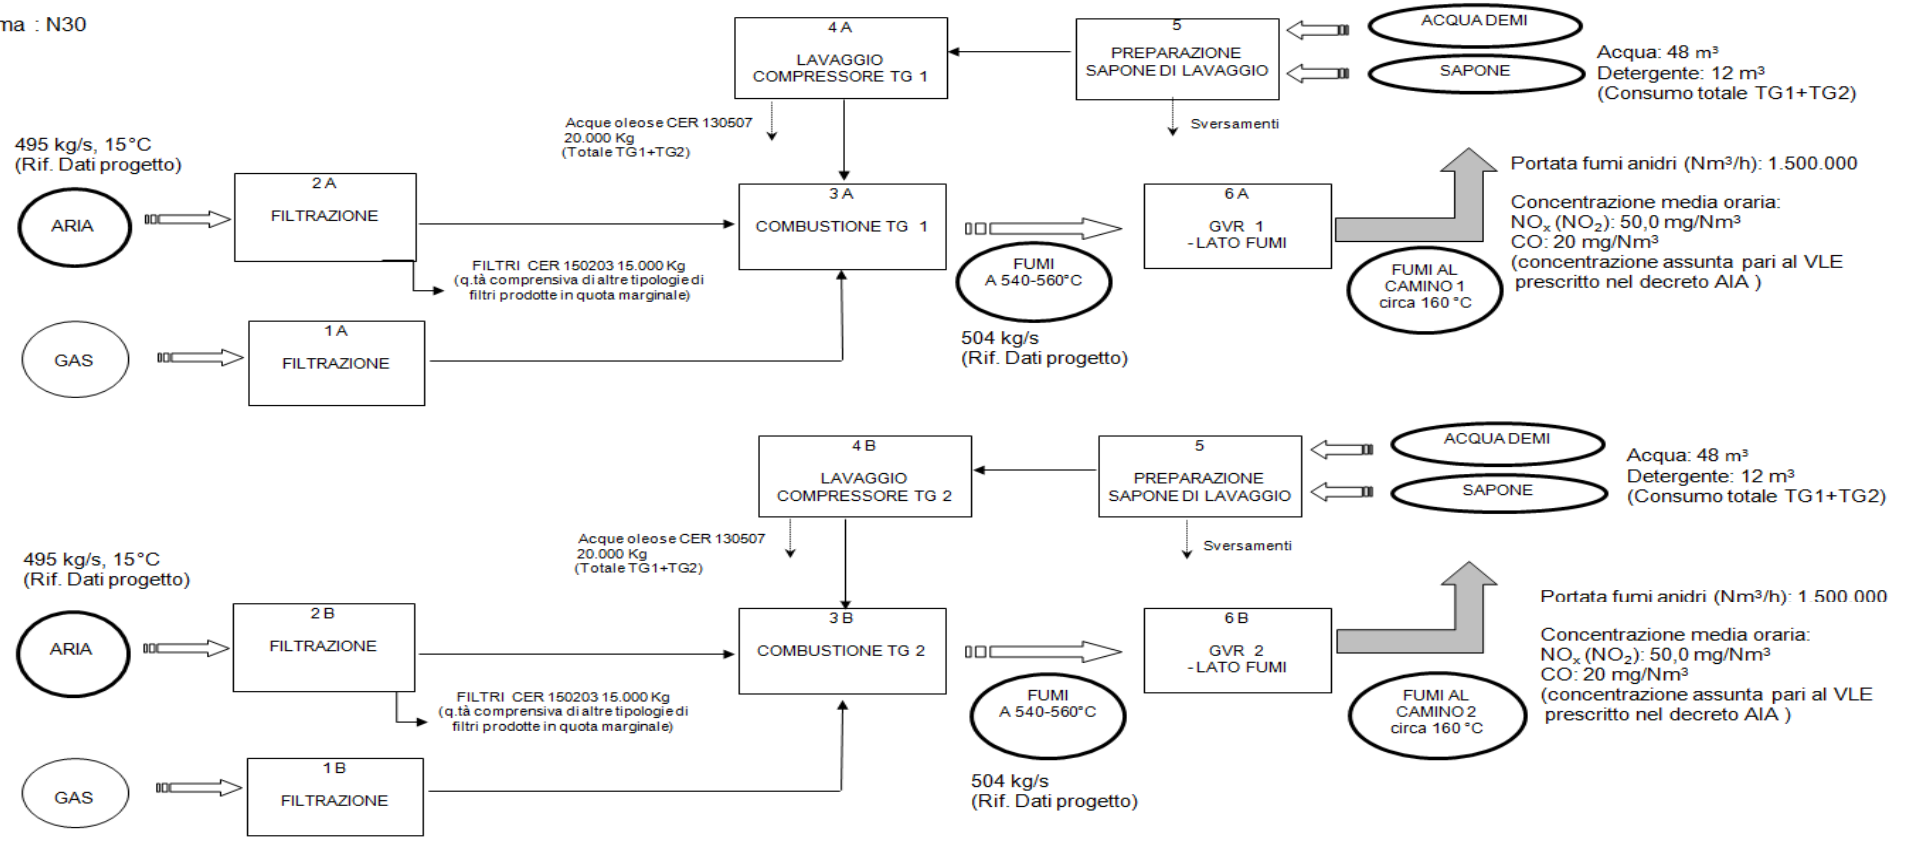 ma : N30
4 A
LAVAGGIO
COMPRESSORE TG 1
5
PREPARAZIONE
SAPONE DI LAVAGGIO
ACQUA DEMI
SAPONE
Acqua: 48 m³
Detergente: 12 m³
(Consumo totale TG1+TG2)
Acque oleose CER 130507
20.000 Kg
(Totale TG1+TG2)
Sversamenti
495 kg/s, 15°C
(Rif. Dati progetto)
ARIA
2 A
FILTRAZIONE
3 A
COMBUSTIONE TG 1
6 A
GVR 1
- LATO FUMI
Portata fumi anidri (Nm³/h): 1.500.000
Concentrazione media oraria:
NOx (NO2): 50,0 mg/Nm³
CO: 20 mg/Nm³
(concentrazione assunta pari al VLE
prescritto nel decreto AIA )
FILTRI CER 150203 15.000 Kg
(q.tà comprensiva di altre tipologie di
filtri prodotte in quota marginale)
FUMI
A 540-560°C
FUMI AL
CAMINO 1
circa 160 °C
504 kg/s
(Rif. Dati progetto)
GAS
1 A
FILTRAZIONE
4 B
LAVAGGIO
COMPRESSORE TG 2
5
PREPARAZIONE
SAPONE DI LAVAGGIO
ACQUA DEMI
SAPONE
Acqua: 48 m³
Detergente: 12 m³
(Consumo totale TG1+TG2)
Acque oleose CER 130507
20.000 Kg
(Totale TG1+TG2)
Sversamenti
495 kg/s, 15°C
(Rif. Dati progetto)
ARIA
2 B
FILTRAZIONE
3 B
COMBUSTIONE TG 2
6 B
GVR 2
- LATO FUMI
Portata fumi anidri (Nm³/h): 1 500 000
Concentrazione media oraria:
NOx (NO2): 50,0 mg/Nm³
CO: 20 mg/Nm³
(concentrazione assunta pari al VLE
prescritto nel decreto AIA )
FILTRI CER 150203 15.000 Kg
(q.tà comprensiva di altre tipologie di
filtri prodotte in quota marginale)
FUMI
A 540-560°C
FUMI AL
CAMINO 2
circa 160 °C
504 kg/s
(Rif. Dati progetto)
GAS
1 B
FILTRAZIONE